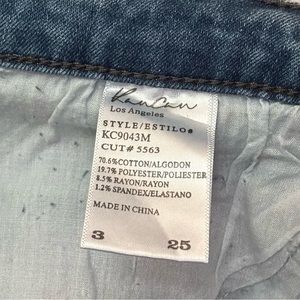 KanCan
Los Angeles
STYLE/ESTILO#
KC9043M
CUT# 5563
70.6%COTTON/ALGODON
19.7%POLYESTER/POLIESTER
8.5%RAYON/RAYON
1.2%SPANDEX/ELASTANO
MADE IN CHINA
3 25